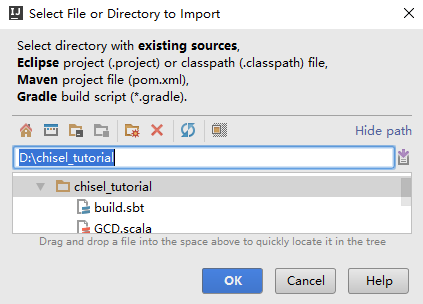 Select File or Directory to Import
Select directory with existing sources,
Eclipse project (.project) or classpath (.classpath) file,
Maven project file (pom.xml),
Gradle build script (*.gradle).
Hide path
D:\chisel_tutorial
chisel_tutorial
build.sbt
GCD.scala
Drag and drop a file into the space above to quickly locate it in the tree
OK
Cancel
Help